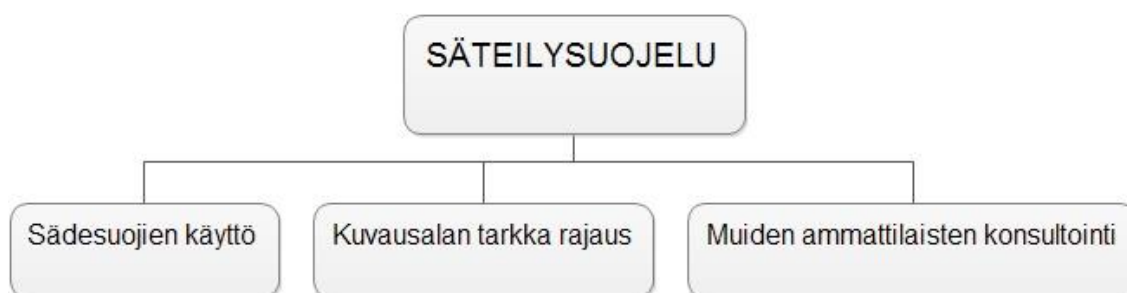 SÄTEILYSUOJELU
Sädesuojien käyttö
Kuvausalan tarkka rajaus
Muiden ammattilaisten konsultointi